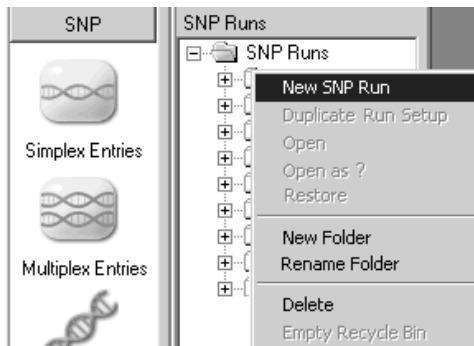 SNP
Simplex Entries
Multiplex Entries
SNP Runs
SNP Runs
New SNP Run
Duplicate Run Setup
Open
Open as ?
Restore
New Folder
Rename Folder
Delete
Empty Recycle Bin